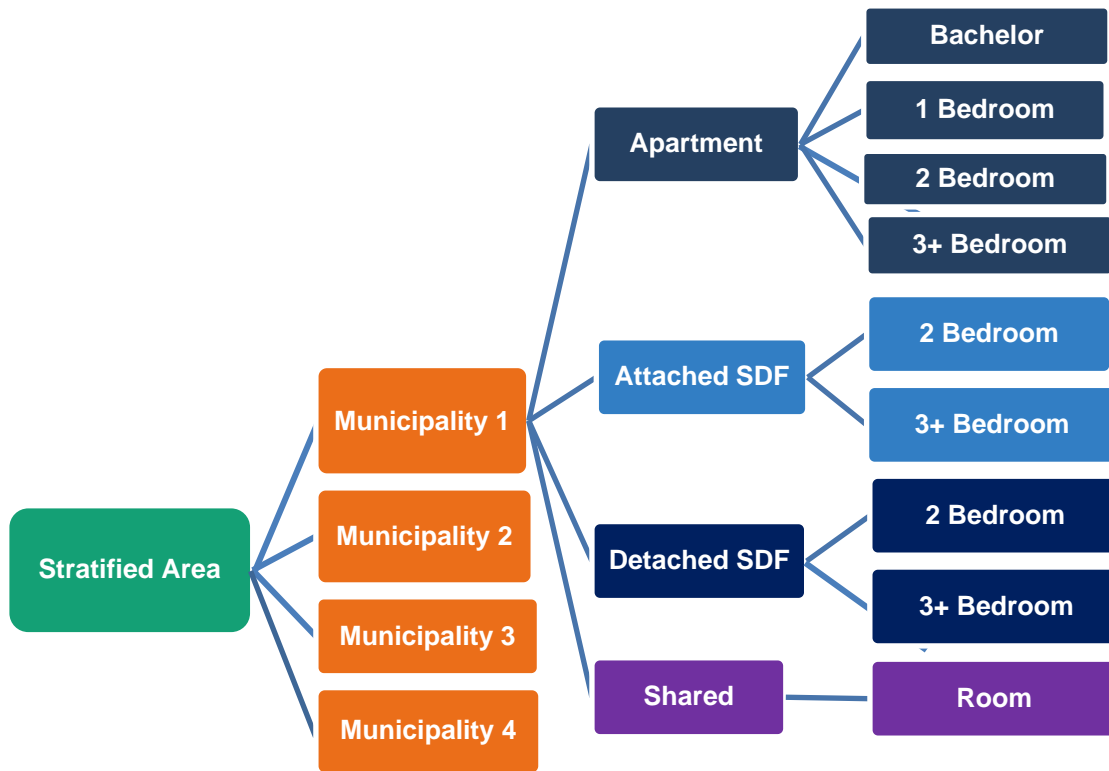 Stratified Area
Municipality 1
Municipality 2
Municipality 3
Municipality 4
Apartment
Attached SDF
Detached SDF
Shared
Bachelor
1 Bedroom
2 Bedroom
3+ Bedroom
2 Bedroom
3+ Bedroom
2 Bedroom
3+ Bedroom
Room